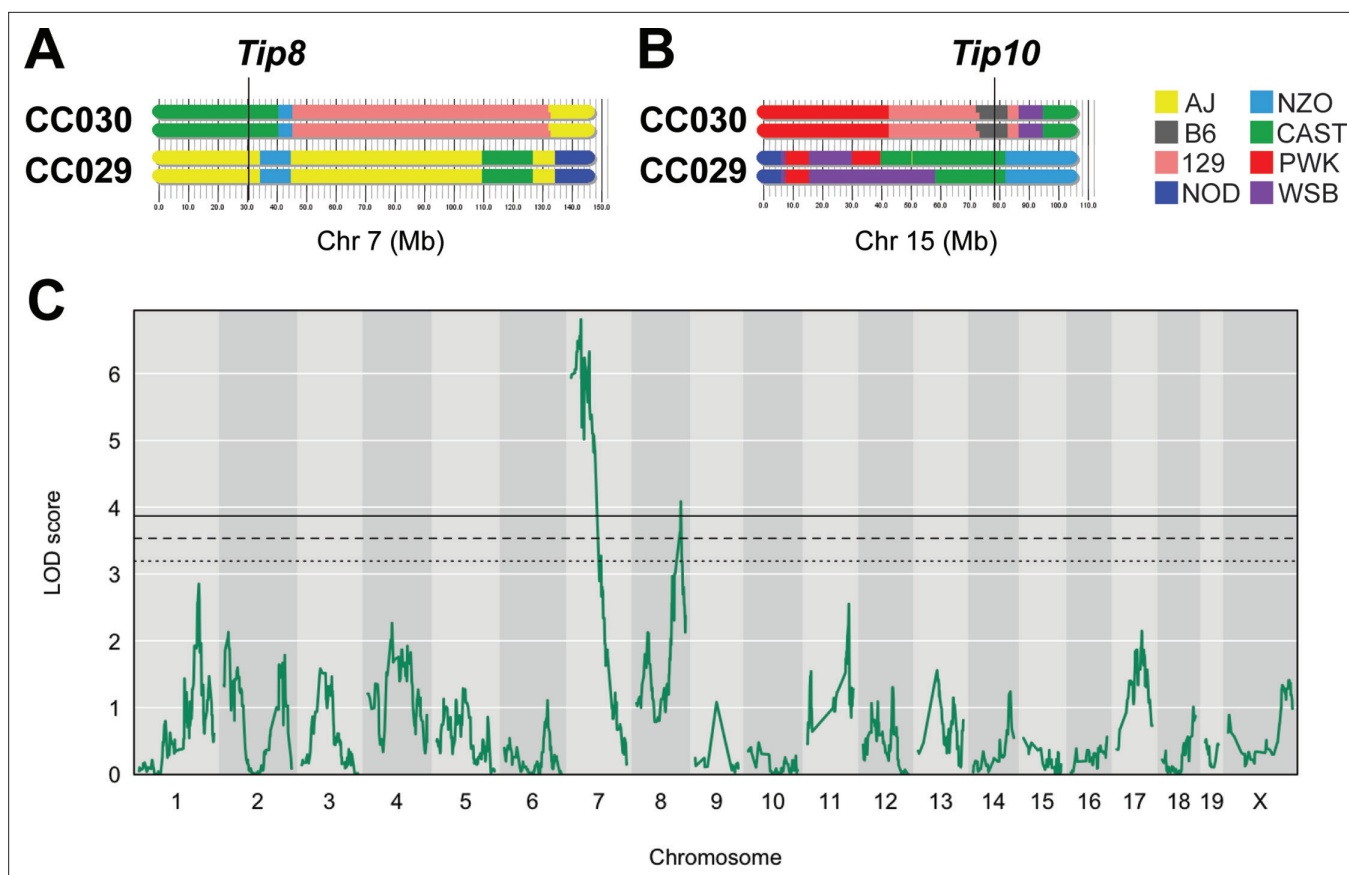 A
Tip8
CC030
CC029
0.0 10.0 20.0 30.0 40.0 50.0 60.0 70.0 80.0 90.0 100.0 110.0 120.0 130.0 140.0 150.0
Chr 7 (Mb)
B
Tip10
CC030
CC029
0.0 10.0 20.0 30.0 40.0 50.0 60.0 70.0 80.0 90.0 100.0 110.0
Chr 15 (Mb)
AJ NZO
B6 CAST
129 PWK
NOD WSB
C
LOD score
6
5
4
3
2
1
0
1 2 3 4 5 6 7 8 9 10 11 12 13 14 15 16 17 18 19 X
Chromosome